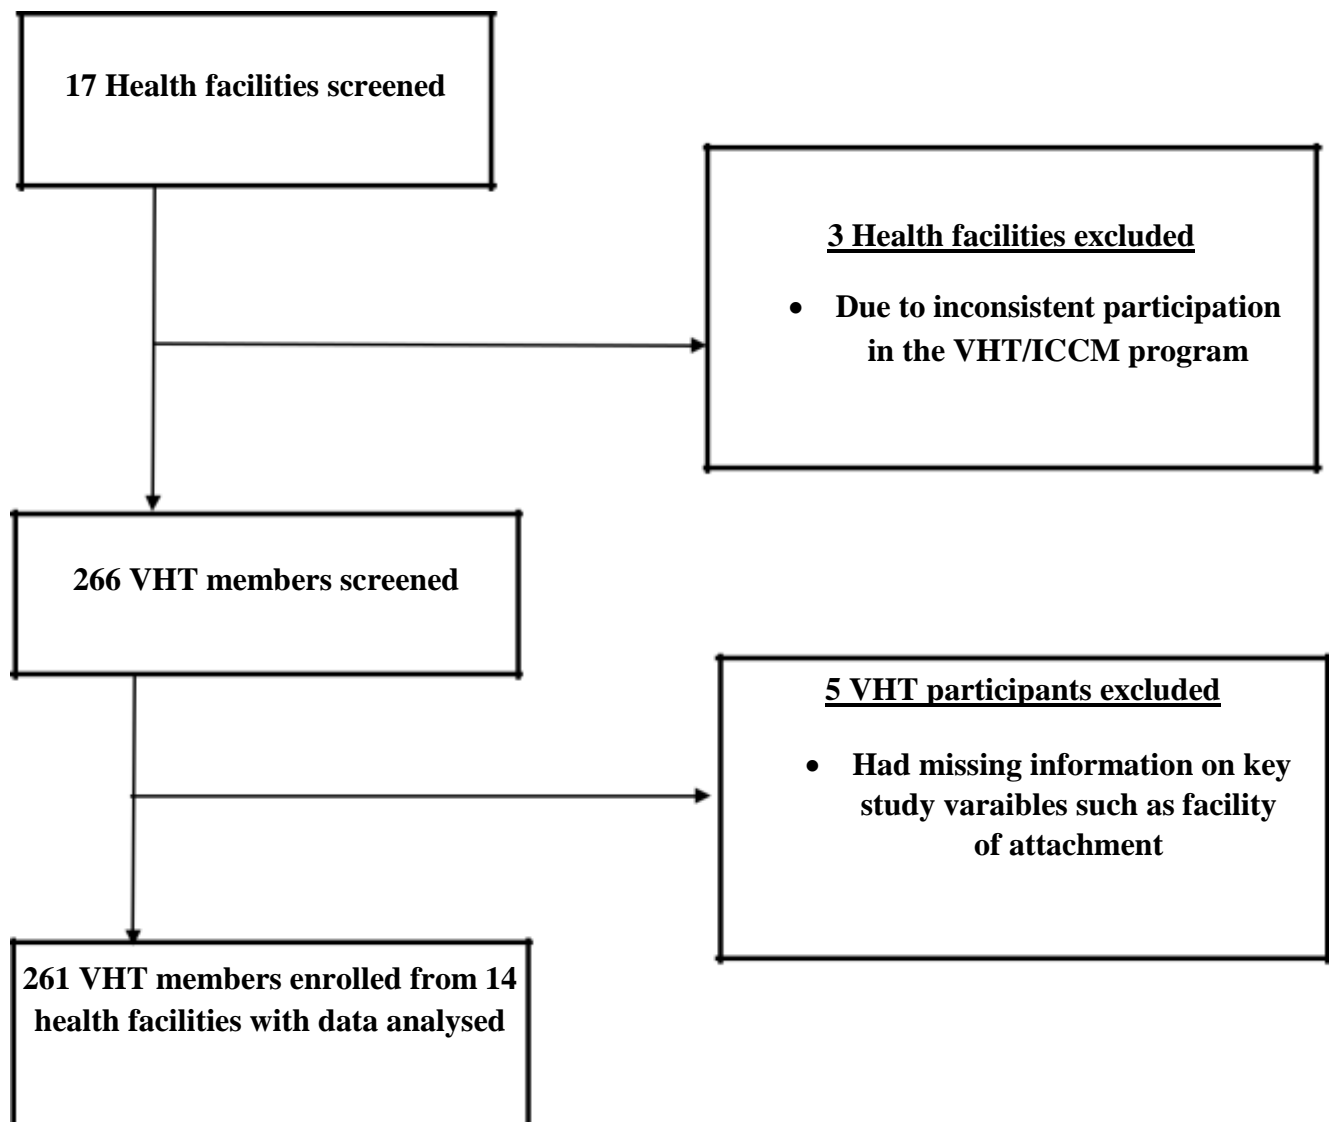 17 Health facilities screened
3 Health facilities excluded
• Due to inconsistent participation
in the VHT/ICCM program
266 VHT members screened
5 VHT participants excluded
• Had missing information on key
study varaibles such as facility
of attachment
261 VHT members enrolled from 14
health facilities with data analysed